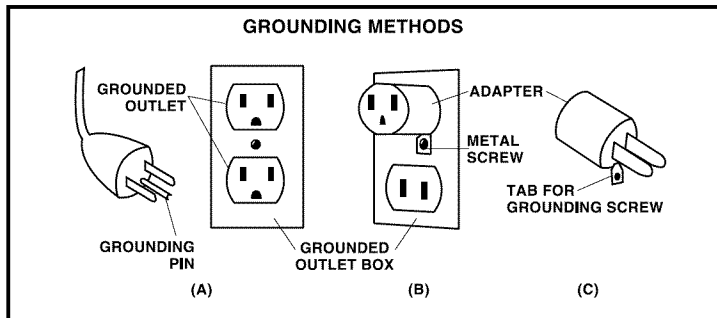 GROUNDING METHODS
GROUNDED
OUTLET
ADAPTER
METAL
SCREW
TAB FOR
GROUNDING SCREW
GROUNDING
PIN
GROUNDED
OUTLET BOX
(A)
(B)
(C)